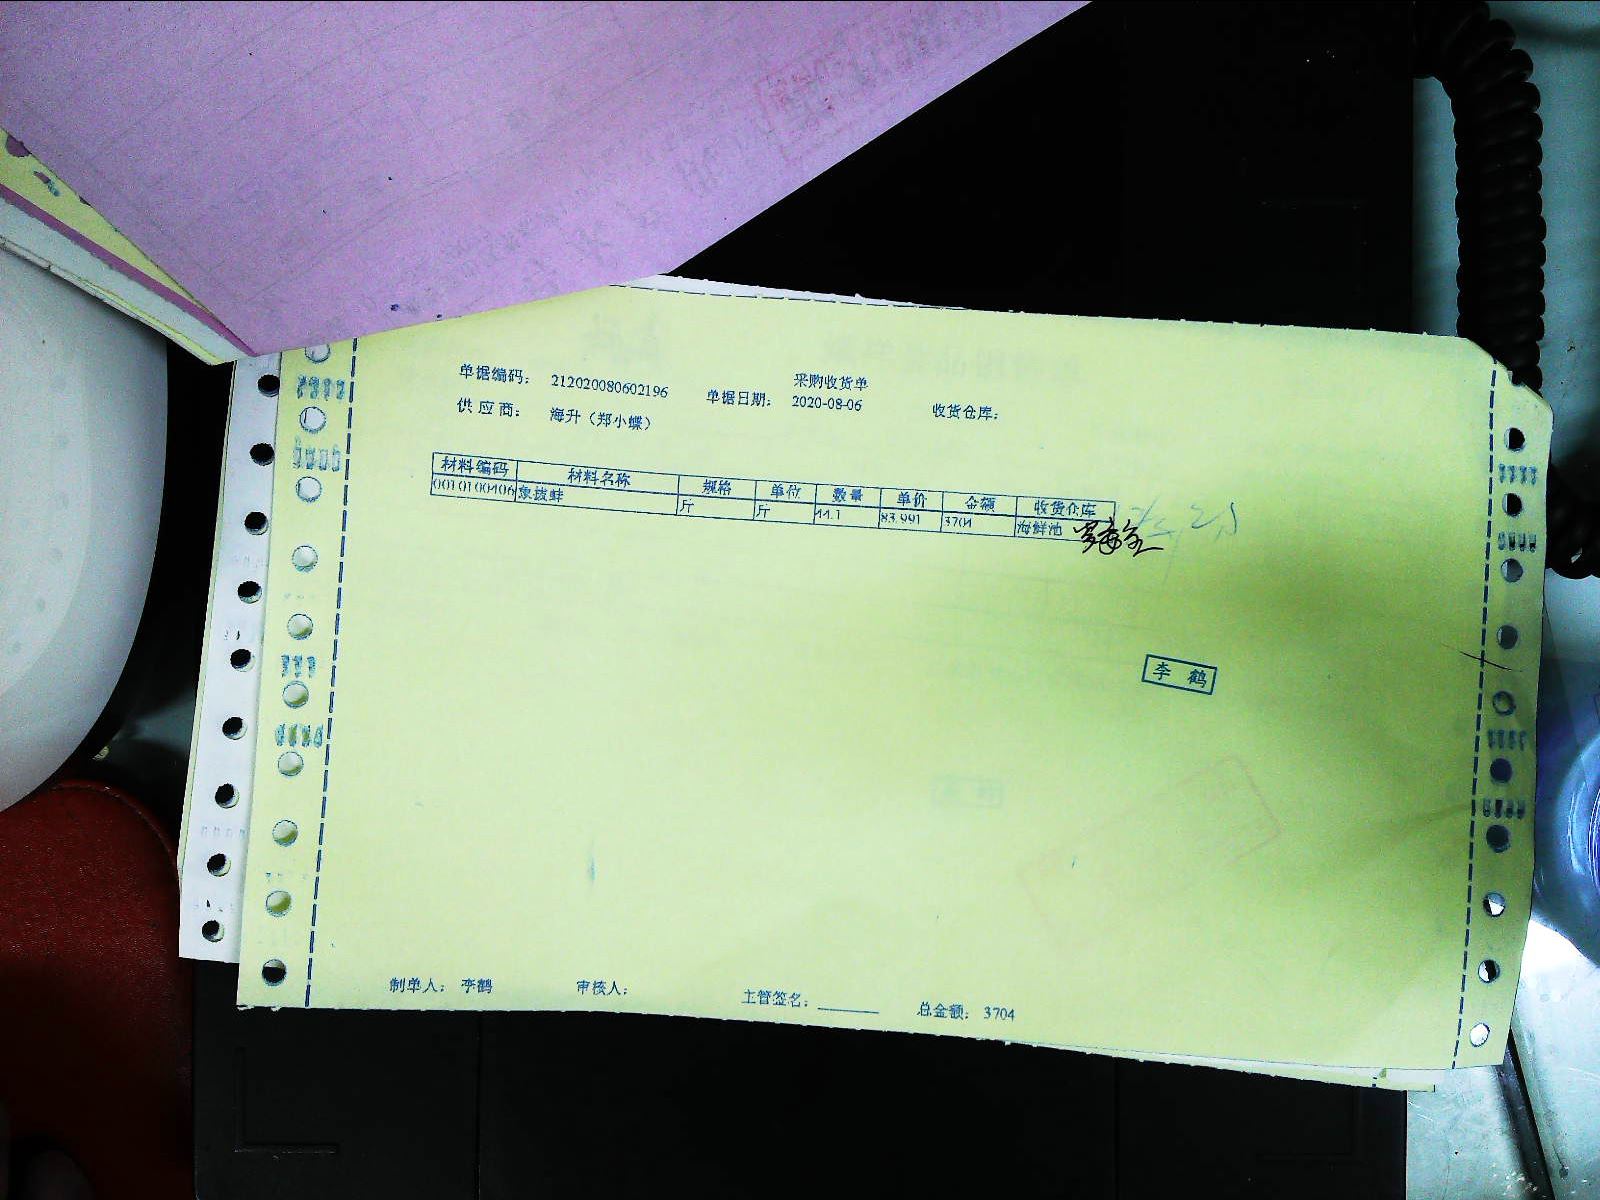 采购收货单
单据编码： 212020080602196 单据日期： 2020-08-06 收货仓库：
供应商： 海升（郑小蝶）
材料编码 材料名称 规格 单位 数量 单价 金额 收货仓库
0010100406 象拔蚌 斤 斤 44.1 83.991 3704 海鲜池
李鹤
制单人： 李鹤 审核人： 主管签名： 总金额： 3704